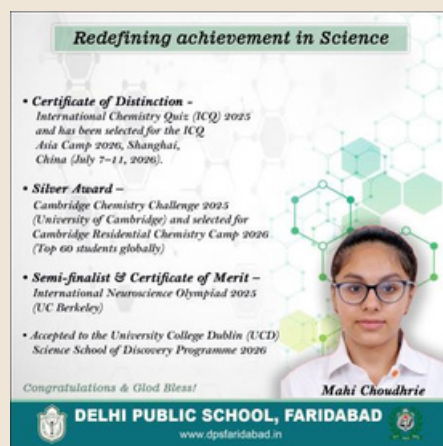 Redefining achievement in Science
• Certificate of Distinction -
International Chemistry Quiz (ICQ) 2025
and has been selected for the ICQ
Asia Camp 2026, Shanghai,
China (July 7-11, 2026).
• Silver Award –
Cambridge Chemistry Challenge 2025
(University of Cambridge) and selected for
Cambridge Residential Chemistry Camp 2026
(Top 60 students globally)
• Semi-finalist & Certificate of Merit –
International Neuroscience Olympiad 2025
(UC Berkeley)
• Accepted to the University College Dublin (UCD)
Science School of Discovery Programme 2026
Congratulations & Glod Bless!
Mahi Choudhrie
DELHI PUBLIC SCHOOL, FARIDABAD
www.dpsfaridabad.in